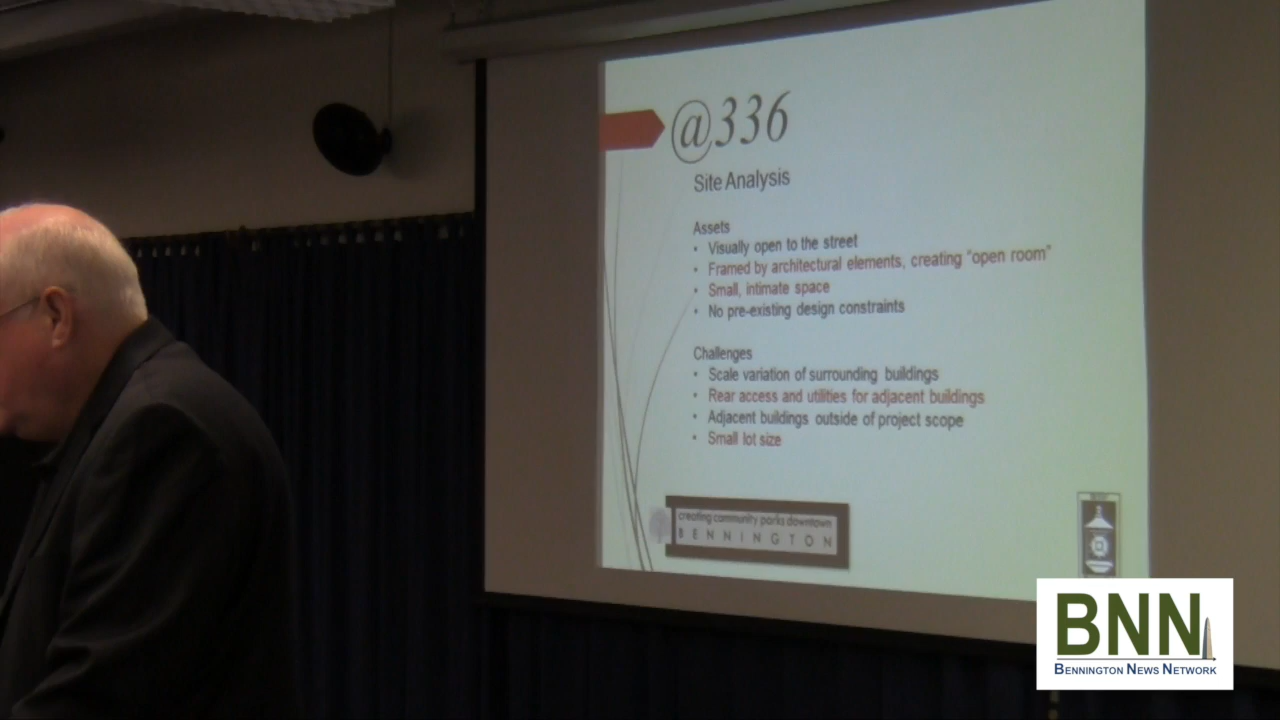 @336
Site Analysis
Assets
• Visually open to the street
• Framed by architectural elements, creating "open room"
• Small, intimate space
• No pre-existing design constraints
Challenges
• Scale variation of surrounding buildings
• Rear access and utilities for adjacent buildings
• Adjacent buildings outside of project scope
• Small lot size
creating community parks downtown
BENNINGTON
BNN
BENNINGTON NEWS NETWORK